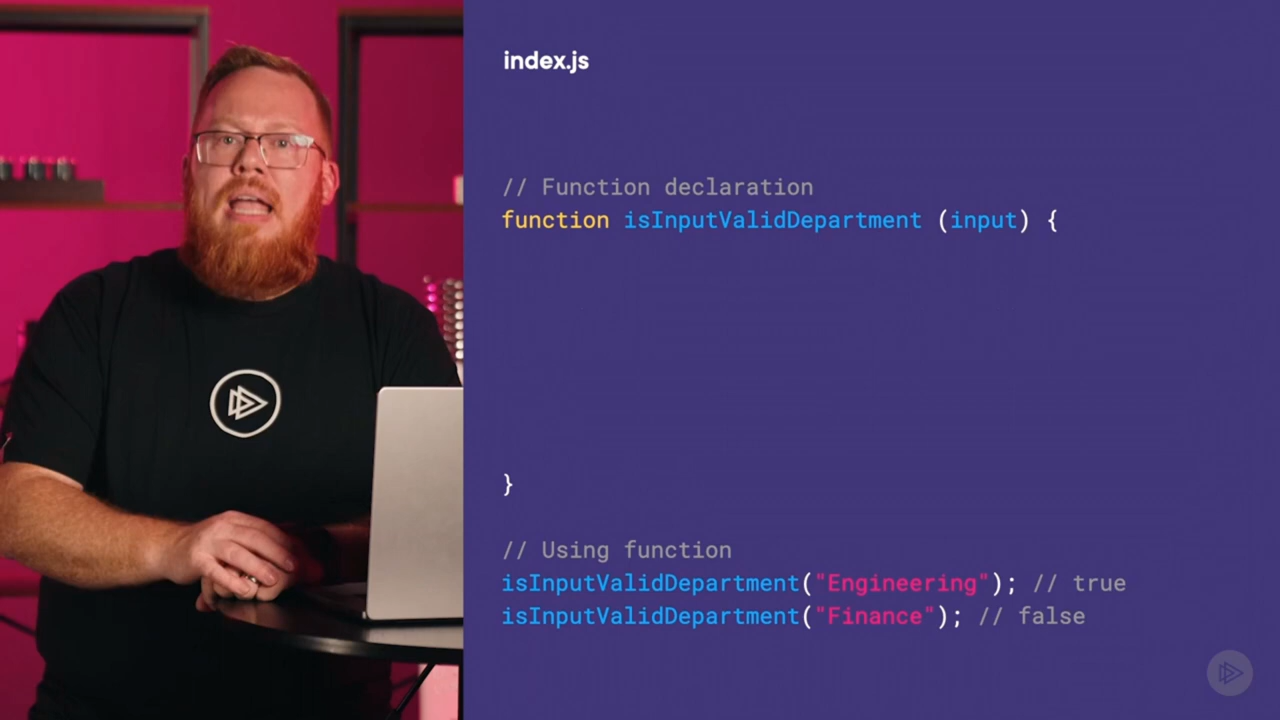 index.js
// Function declaration
function isInputValidDepartment (input) {
}
// Using function
isInputValidDepartment("Engineering"); // true
isInputValidDepartment("Finance"); // false